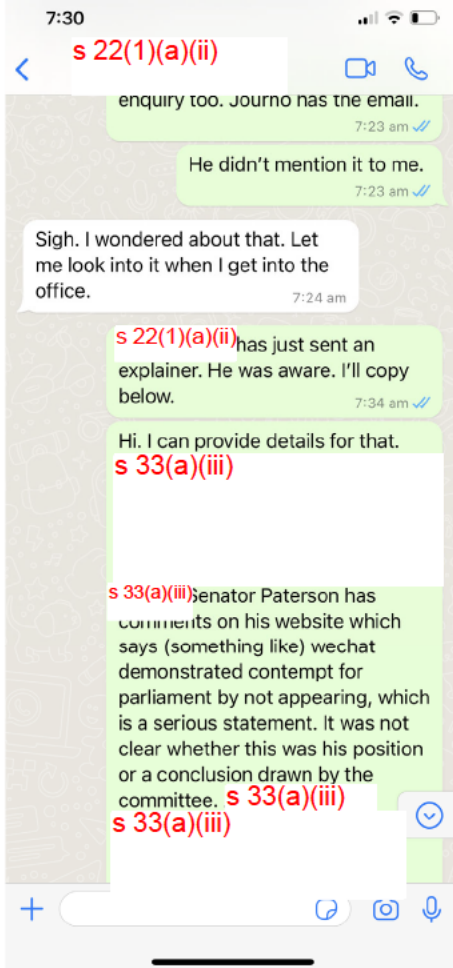 7:30
s 22(1)(a)(ii)
enquiry too. Journo has the email.
7:23 am
He didn't mention it to me.
7:23 am
Sigh. I wondered about that. Let
me look into it when I get into the
office.
7:24 am
s 22(1)(a)(ii) has just sent an
explainer. He was aware. I'll copy
below.
7:34 am
Hi. I can provide details for that.
s 33(a)(iii)
s 33(a)(iii) Senator Paterson has
comments on his website which
says (something like) wechat
demonstrated contempt for
parliament by not appearing, which
is a serious statement. It was not
clear whether this was his position
or a conclusion drawn by the
committee. s 33(a)(iii)
s 33(a)(iii)